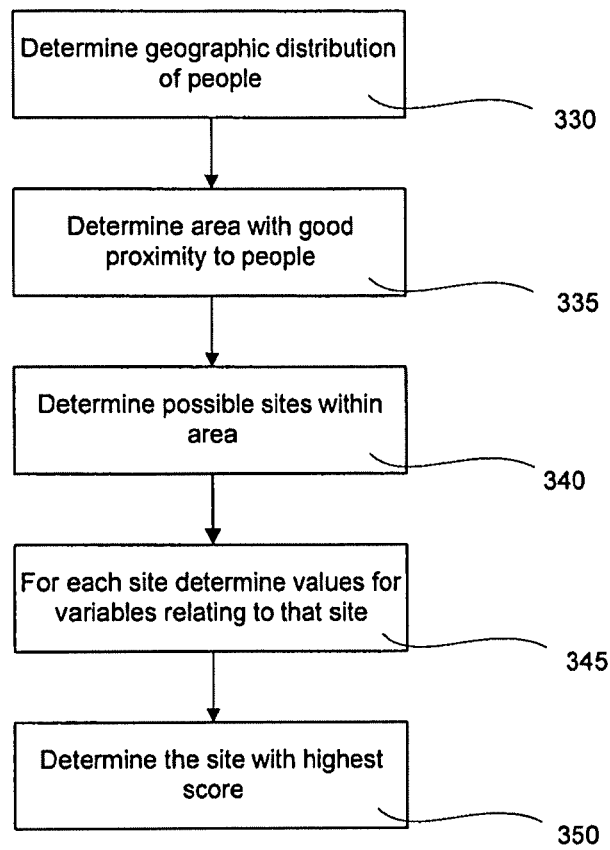 Determine geographic distribution
of people
330
Determine area with good
proximity to people
335
Determine possible sites within
area
340
For each site determine values for
variables relating to that site
345
Determine the site with highest
score
350